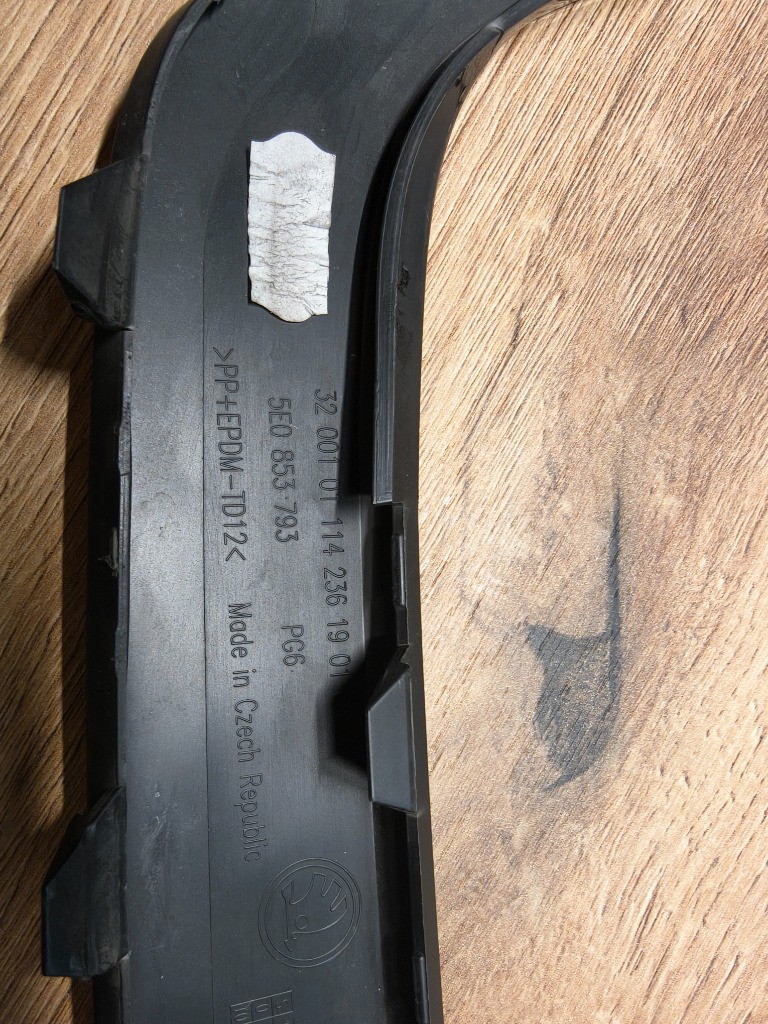 32 001 01 114 236 19 01
5E0 853 793 PG6
>PP+EPDM-TD12< Made in Czech Republic